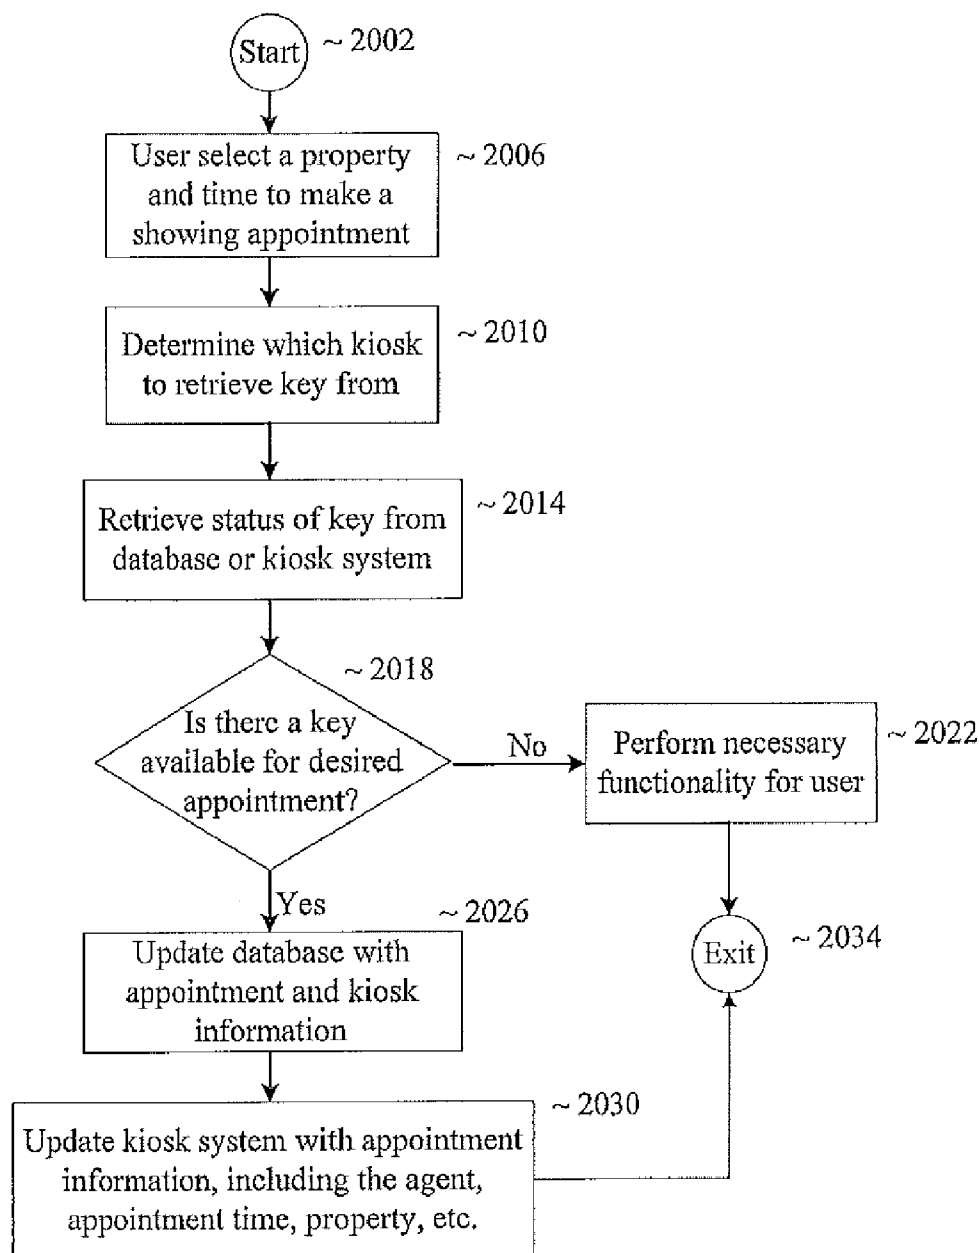 Start
~ 2002
User select a property
and time to make a
showing appointment
~ 2006
Determine which kiosk
to retrieve key from
~ 2010
Retrieve status of key from
database or kiosk system
~ 2014
~ 2018
Is there a key
available for desired
appointment?
No
Perform necessary
functionality for user
~ 2022
Yes
~ 2026
Update database with
appointment and kiosk
information
Exit
~ 2034
~ 2030
Update kiosk system with appointment
information, including the agent,
appointment time, property, etc.